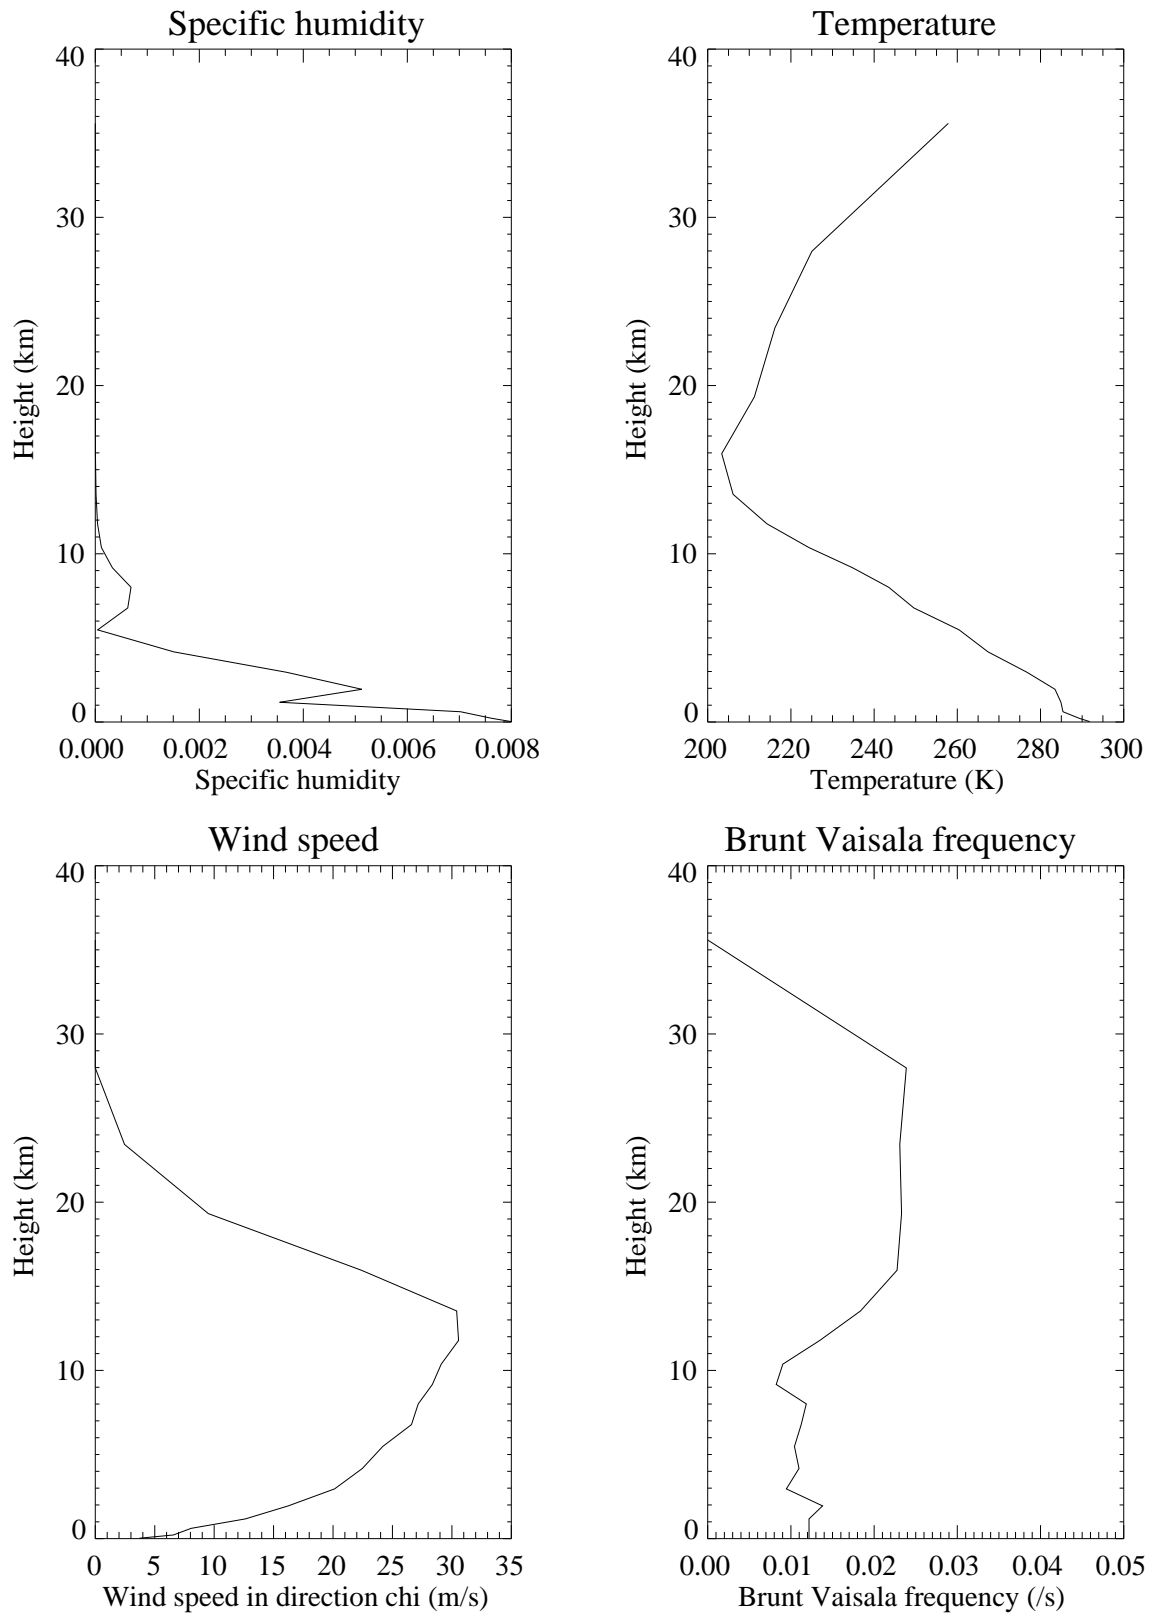 Specific humidity
40
30
20
10
0
Height (km)
0.000 0.002 0.004 0.006 0.008
Specific humidity
Temperature
40
30
20
10
0
Height (km)
200 220 240 260 280 300
Temperature (K)
Wind speed
40
30
20
10
0
Height (km)
0 5 10 15 20 25 30 35
Wind speed in direction chi (m/s)
Brunt Vaisala frequency
40
30
20
10
0
Height (km)
0.00 0.01 0.02 0.03 0.04 0.05
Brunt Vaisala frequency (/s)